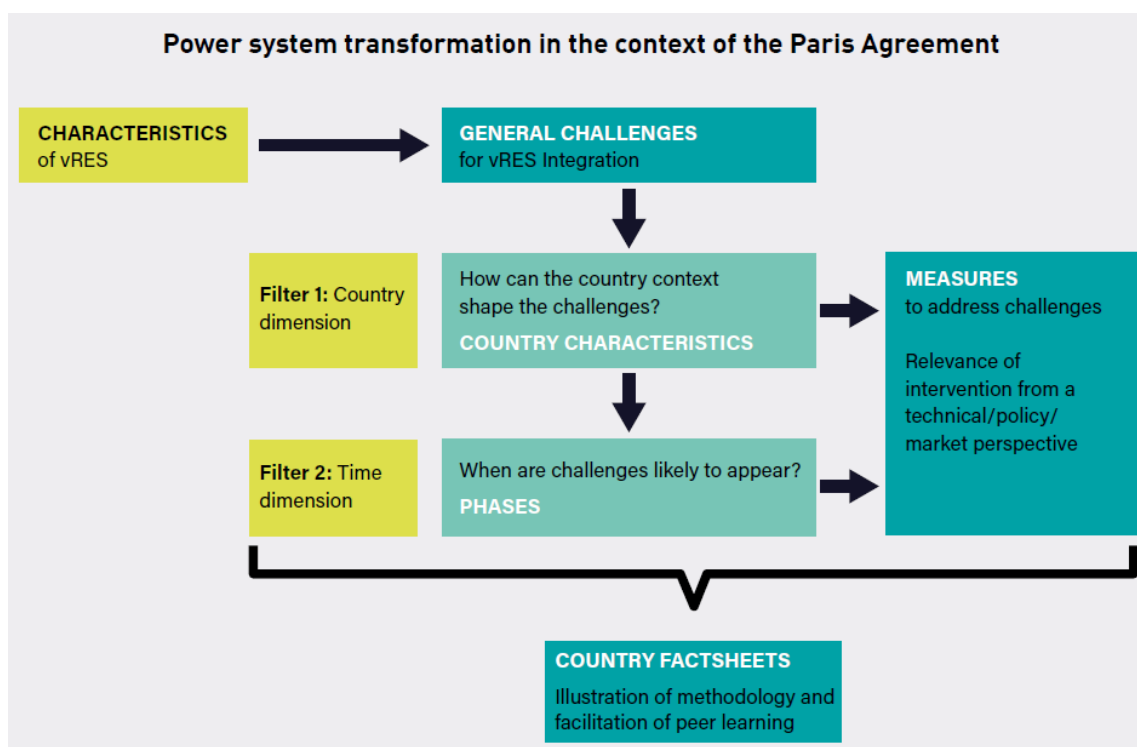 Power system transformation in the context of the Paris Agreement
CHARACTERISTICS
of vRES
GENERAL CHALLENGES
for vRES Integration
Filter 1: Country
dimension
How can the country context
shape the challenges?
COUNTRY CHARACTERISTICS
MEASURES
to address challenges
Relevance of
intervention from a
technical/policy/
market perspective
Filter 2: Time
dimension
When are challenges likely to appear?
PHASES
COUNTRY FACTSHEETS
Illustration of methodology and
facilitation of peer learning